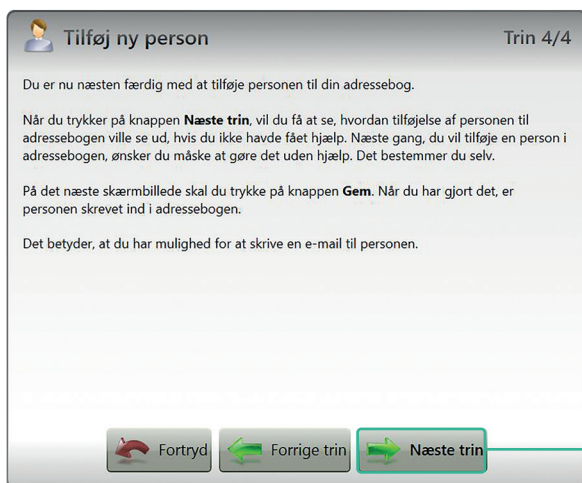 Tilføj ny person
Trin 4/4
Du er nu næsten færdig med at tilføje personen til din adressebog.
Når du trykker på knappen Næste trin, vil du få at se, hvordan tilføjelse af personen til
adressebogen ville se ud, hvis du ikke havde fået hjælp. Næste gang, du vil tilføje en person i
adressebogen, ønsker du måske at gøre det uden hjælp. Det bestemmer du selv.
På det næste skærmbillede skal du trykke på knappen Gem. Når du har gjort det, er
personen skrevet ind i adressebogen.
Det betyder, at du har mulighed for at skrive en e-mail til personen.
Fortryd
Forrige trin
Næste trin